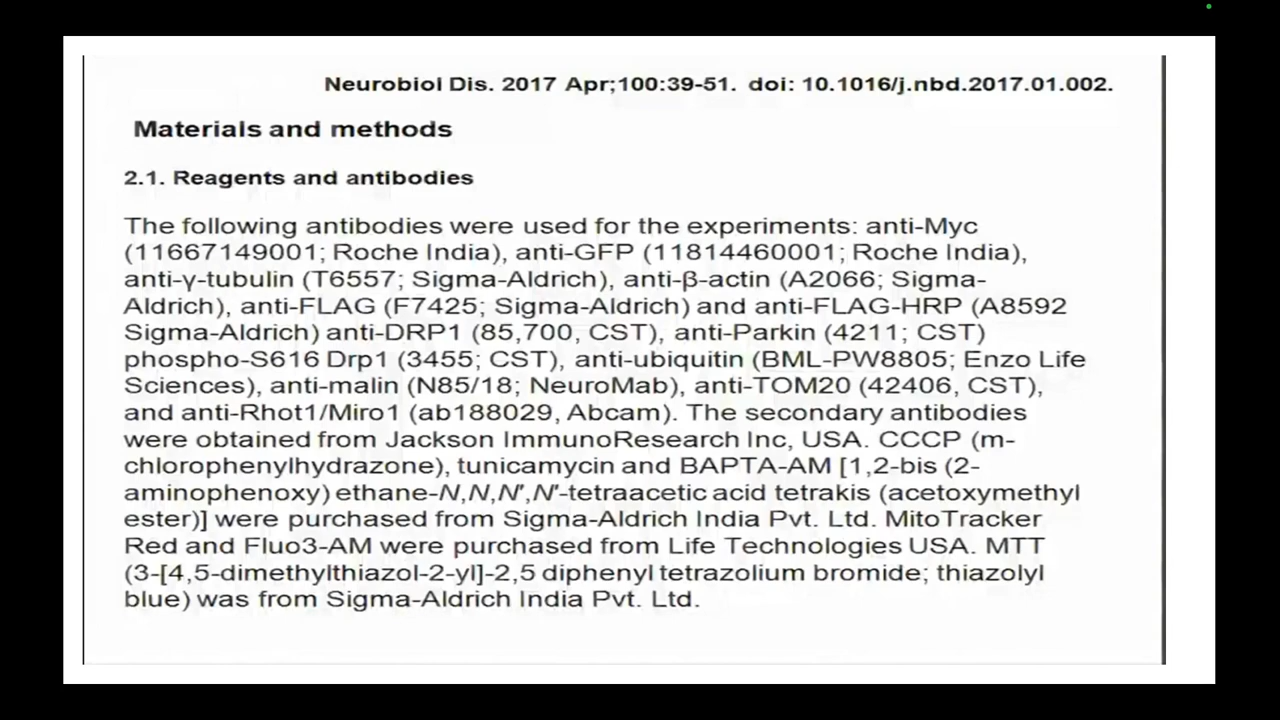 Neurobiol Dis. 2017 Apr;100:39-51. doi: 10.1016/j.nbd.2017.01.002.
Materials and methods
2.1. Reagents and antibodies
The following antibodies were used for the experiments: anti-Myc
(11667149001; Roche India), anti-GFP (11814460001; Roche India),
anti-γ-tubulin (T6557; Sigma-Aldrich), anti-β-actin (A2066; Sigma-
Aldrich), anti-FLAG (F7425; Sigma-Aldrich) and anti-FLAG-HRP (A8592
Sigma-Aldrich) anti-DRP1 (85,700, CST), anti-Parkin (4211; CST)
phospho-S616 Drp1 (3455; CST), anti-ubiquitin (BML-PW8805; Enzo Life
Sciences), anti-malin (N85/18; NeuroMab), anti-TOM20 (42406, CST),
and anti-Rhot1/Miro1 (ab188029, Abcam). The secondary antibodies
were obtained from Jackson ImmunoResearch Inc, USA. CCCP (m-
chlorophenylhydrazone), tunicamycin and BAPTA-AM [1,2-bis (2-
aminophenoxy) ethane-N,N,N′,N′-tetraacetic acid tetrakis (acetoxymethyl
ester)] were purchased from Sigma-Aldrich India Pvt. Ltd. MitoTracker
Red and Fluo3-AM were purchased from Life Technologies USA. MTT
(3-[4,5-dimethylthiazol-2-yl]-2,5 diphenyl tetrazolium bromide; thiazolyl
blue) was from Sigma-Aldrich India Pvt. Ltd.